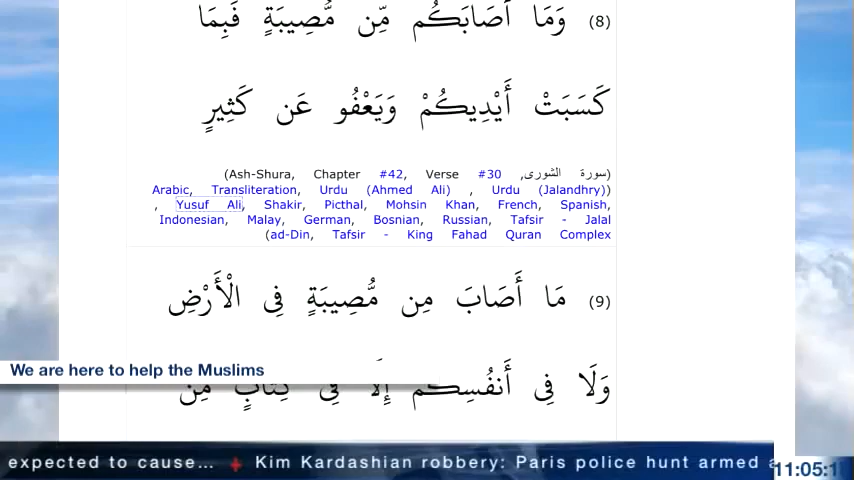 (8) وَمَا أَصَابَكُم مِّن مُّصِيبَةٍ فَبِمَا
كَسَبَتْ أَيْدِيكُمْ وَيَعْفُو عَن كَثِيرٍ
(Ash-Shura, Chapter #42, Verse #30 ,سورة الشورى)
Arabic, Transliteration, Urdu (Ahmed Ali) , Urdu (Jalandhry))
, Yusuf Ali, Shakir, Picthal, Mohsin Khan, French, Spanish,
Indonesian, Malay, German, Bosnian, Russian, Tafsir - Jalal
(ad-Din, Tafsir - King Fahad Quran Complex
(9) مَا أَصَابَ مِن مُّصِيبَةٍ فِى الْأَرْضِ
We are here to help the Muslims
وَلَا فِى أَنفُسِكُمْ إِلَّا فِى كِتَابٍ مِّن
expected to cause... + Kim Kardashian robbery: Paris police hunt armed
11:05:1